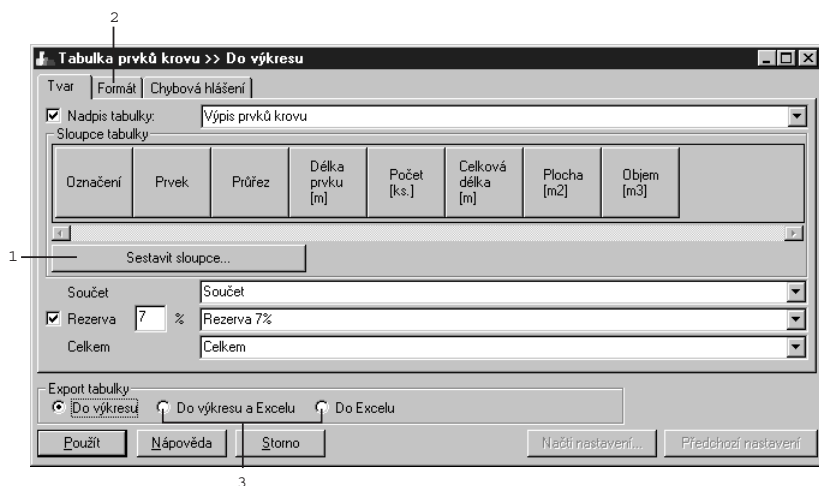 2
Tabulka prvků krovu >> Do výkresu
Tvar Formát Chybová hlášení
Nadpis tabulky: Výpis prvků krovu
Sloupce tabulky
Označení Prvek Průřez Délka prvku [m] Počet [ks.] Celková délka [m] Plocha [m2] Objem [m3]
1 Sestavit sloupce...
Součet Součet
Rezerva 7 % Rezerva 7%
Celkem Celkem
Export tabulky
Do výkresu Do výkresu a Excelu Do Excelu
Použít Nápověda Storno Načti nastavení... Předchozí nastavení
3